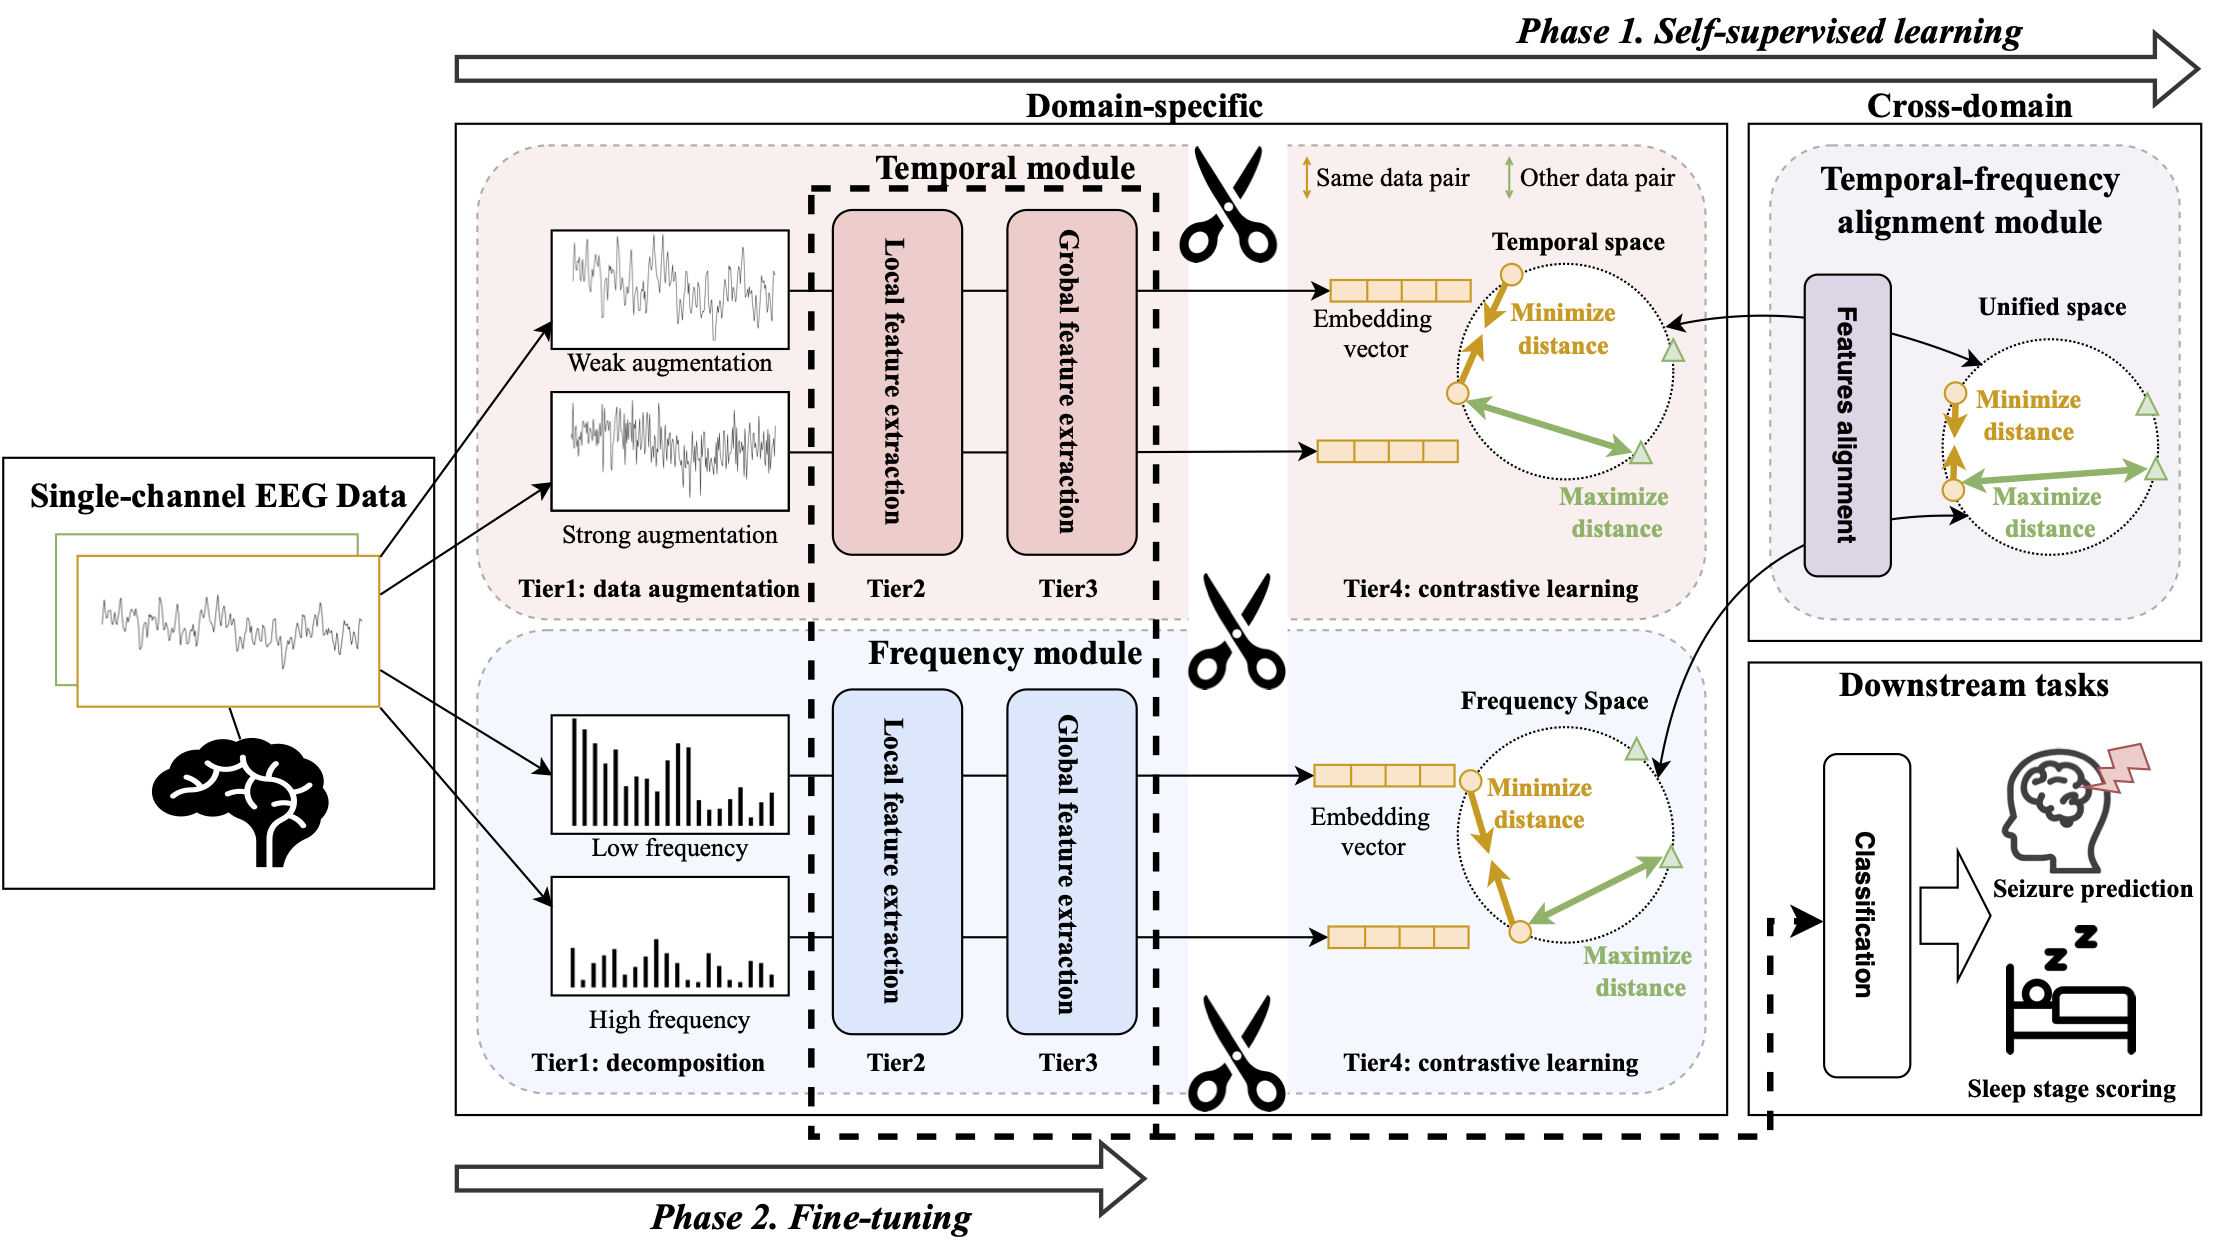 Phase 1. Self-supervised learning
Domain-specific
Cross-domain
Single-channel EEG Data
Temporal module
Weak augmentation
Strong augmentation
Tier1: data augmentation
Local feature extraction
Tier2
Grobal feature extraction
Tier3
Same data pair
Other data pair
Temporal space
Embedding
vector
Minimize
distance
Maximize
distance
Tier4: contrastive learning
Frequency module
Low frequency
High frequency
Tier1: decomposition
Local feature extraction
Tier2
Global feature extraction
Tier3
Frequency Space
Embedding
vector
Minimize
distance
Maximize
distance
Tier4: contrastive learning
Temporal-frequency
alignment module
Features alignment
Unified space
Minimize
distance
Maximize
distance
Downstream tasks
Classification
Seizure prediction
z
z
Sleep stage scoring
Phase 2. Fine-tuning